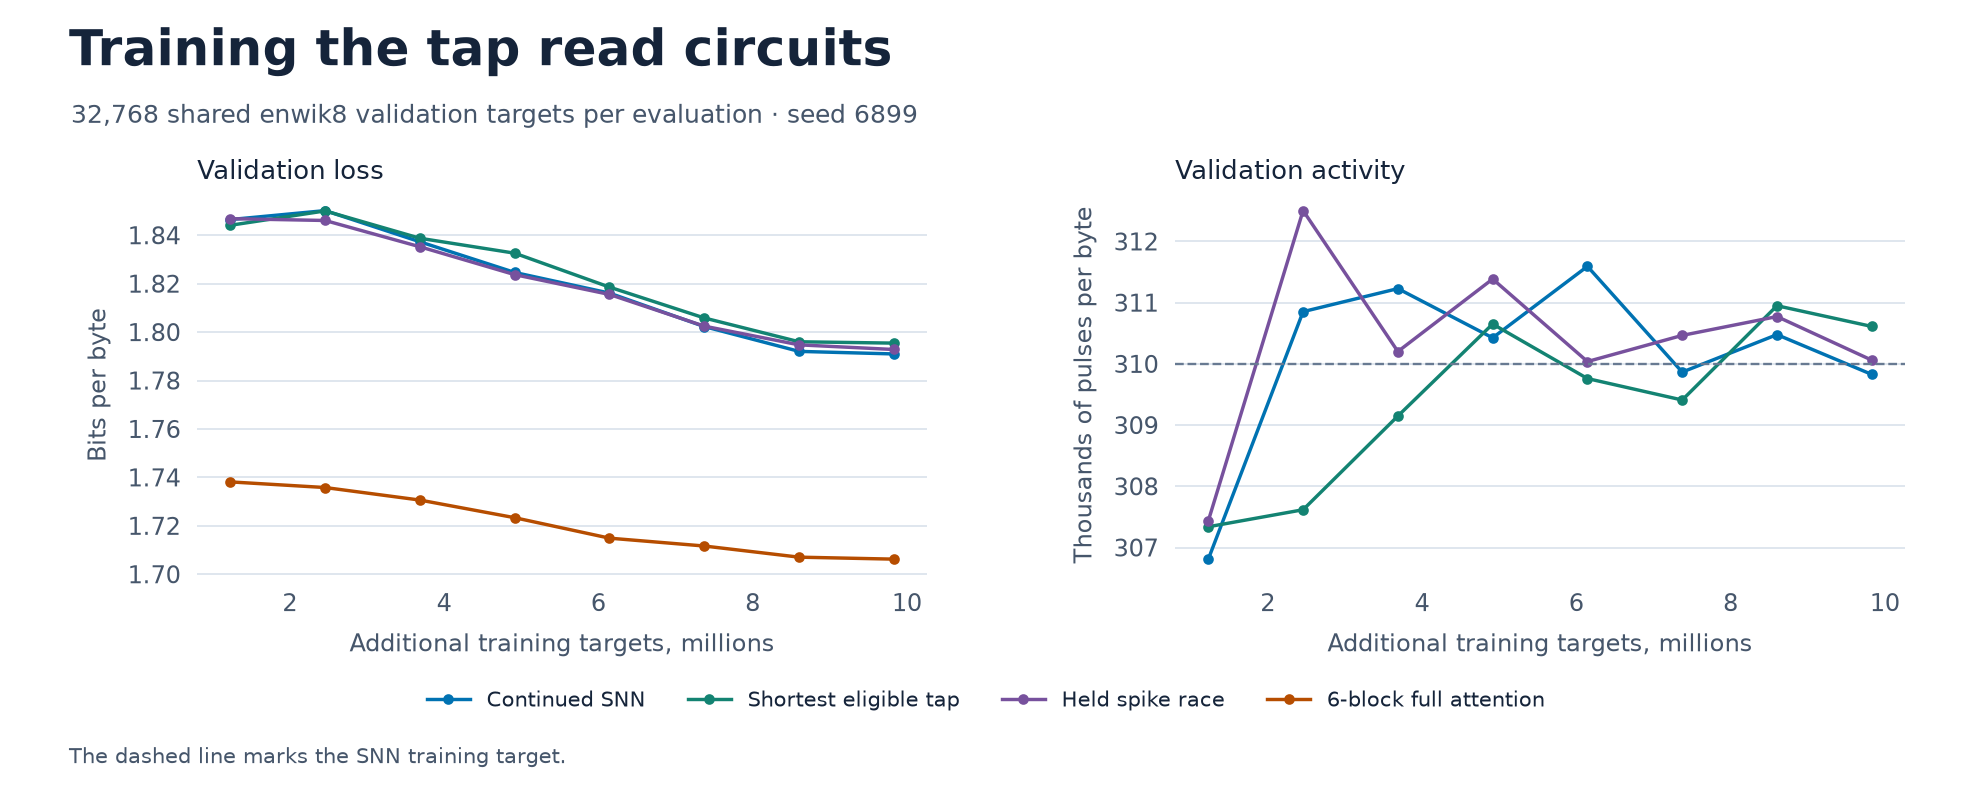 Training the tap read circuits
32,768 shared enwik8 validation targets per evaluation · seed 6899
Validation loss
Bits per byte
1.84
1.82
1.80
1.78
1.76
1.74
1.72
1.70
2 4 6 8 10
Additional training targets, millions
Validation activity
Thousands of pulses per byte
312
311
310
309
308
307
2 4 6 8 10
Additional training targets, millions
Continued SNN Shortest eligible tap Held spike race 6-block full attention
The dashed line marks the SNN training target.